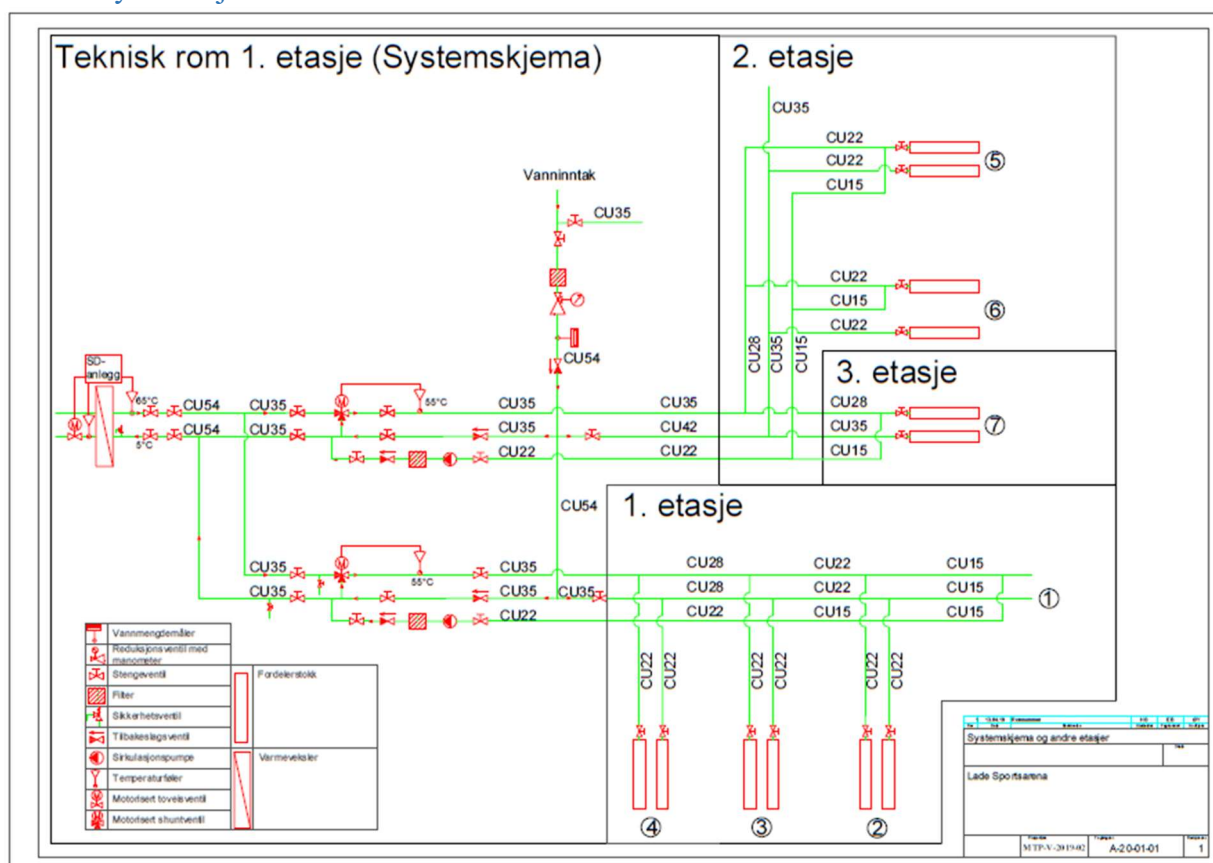 Teknisk rom 1. etasje (Systemskjema)
2. etasje
CU35
CU22
CU22
CU15
⑤
CU22
CU15
⑥
CU22
CU28
CU35
CU15
3. etasje
CU28
CU35
⑦
CU15
Vanninntak
CU35
CU54
SD-
anlegg
M
M
65°C
55°C
CU54
CU35
CU35
CU35
CU54
CU35
CU35
CU42
5°C
CU22
CU22
CU54
1. etasje
M
55°C
CU35
CU35
CU28
CU22
CU15
CU35
CU35
CU35
CU28
CU22
CU15
①
CU22
CU22
CU15
CU15
CU22
CU22
CU22
CU22
CU22
CU22
④
③
②
Vannmengdemåler
Reduksjonsventil med
manometer
Stengeventil
Fordelerstokk
Filter
Sikkerhetsventil
Tilbakeslagsventil
Sirkulasjonspumpe
Varmeveksler
Temperaturføler
Motorisert toveisventil
Motorisert shuntventil
Systemskjema og andre etasjer
Lade Sportsarena
MTP-V-2019-02
A-20-01-01
1